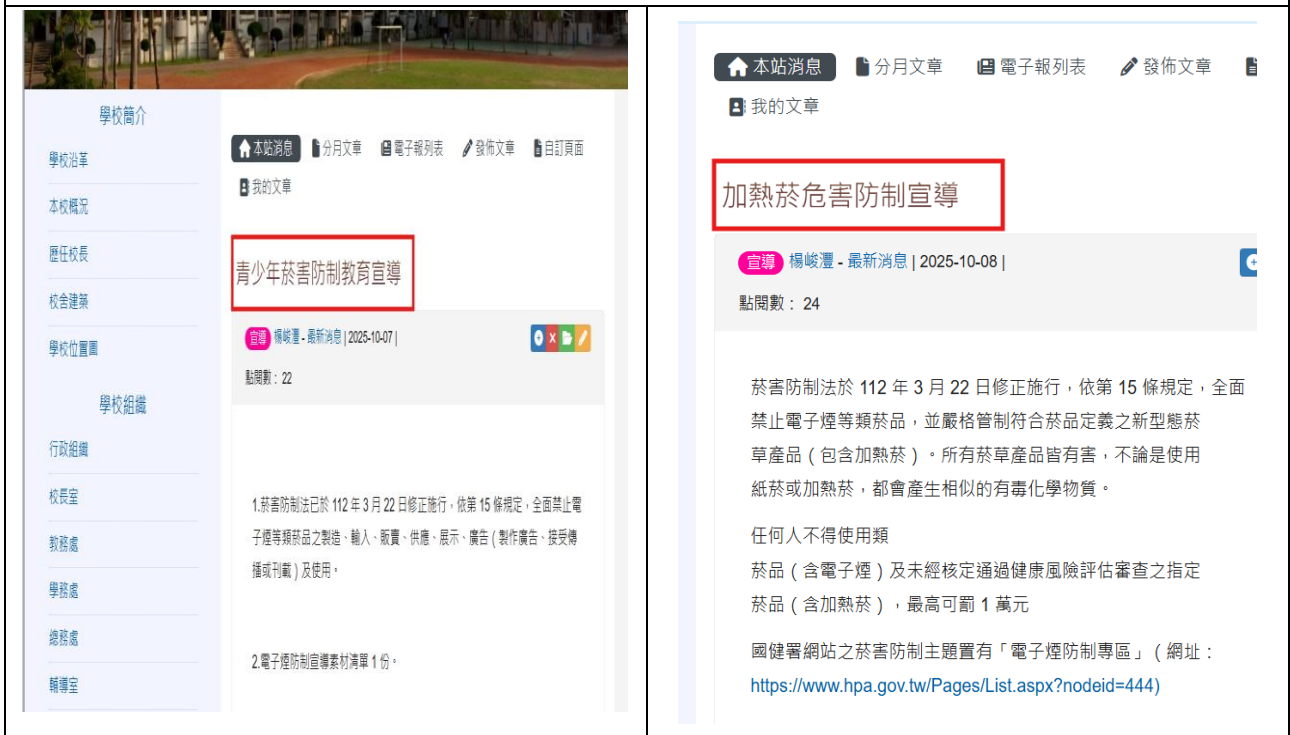 學校簡介
學校沿革
本校概況
歷任校長
校舍建築
學校位置圖
學校組織
行政組織
校長室
教務處
學務處
總務處
輔導室
本站消息 分月文章 電子報列表 發佈文章 自訂頁面
我的文章
青少年菸害防制教育宣導
宣導 楊峻灃 - 最新消息 | 2025-10-07 |
點閱數： 22
1.菸害防制法已於 112 年 3 月 22 日修正施行，依第 15 條規定，全面禁止電
子煙等類菸品之製造、輸入、販賣、供應、展示、廣告 ( 製作廣告、接受傳
播或刊載 ) 及使用。
2.電子煙防制宣導素材清單 1 份。
本站消息 分月文章 電子報列表 發佈文章
我的文章
加熱菸危害防制宣導
宣導 楊峻灃 - 最新消息 | 2025-10-08 |
點閱數： 24
菸害防制法於 112 年 3 月 22 日修正施行，依第 15 條規定，全面
禁止電子煙等類菸品，並嚴格管制符合菸品定義之新型態菸
草產品 ( 包含加熱菸 ) 。所有菸草產品皆有害，不論是使用
紙菸或加熱菸，都會產生相似的有毒化學物質。
任何人不得使用類
菸品 ( 含電子煙 ) 及未經核定通過健康風險評估審查之指定
菸品 ( 含加熱菸 ) ，最高可罰 1 萬元
國健署網站之菸害防制主題置有「電子煙防制專區」 ( 網址：
https://www.hpa.gov.tw/Pages/List.aspx?nodeid=444)